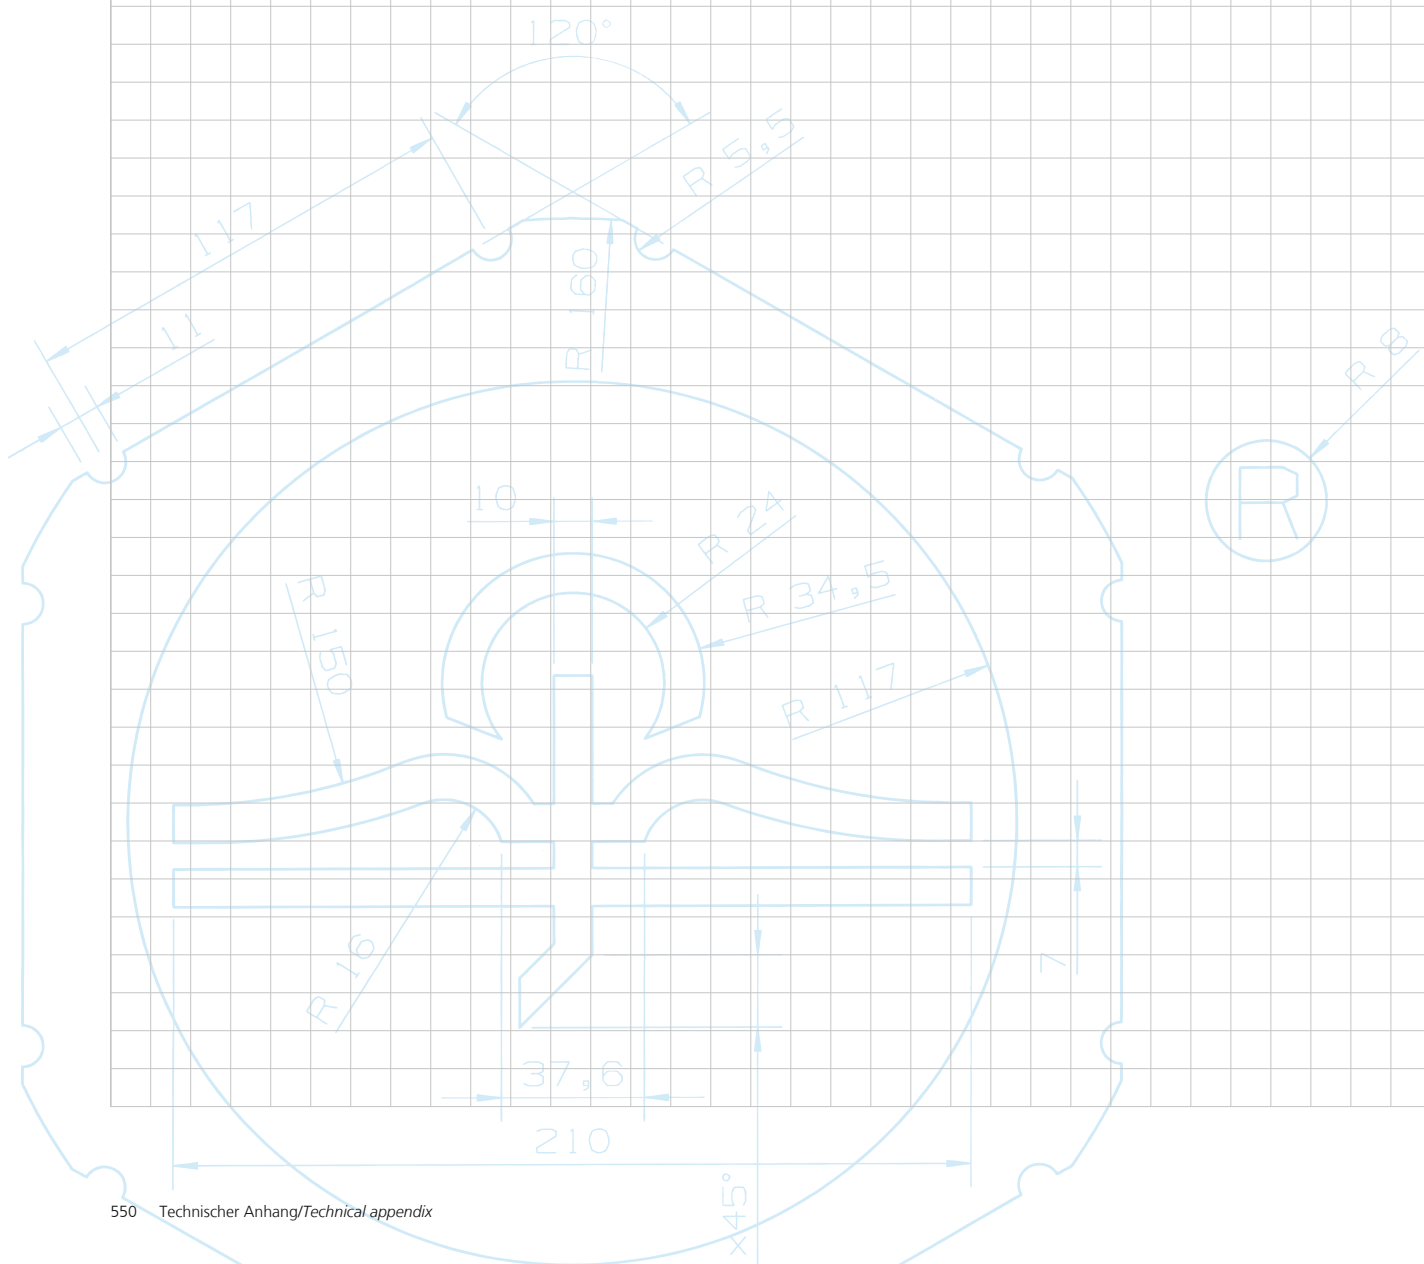 120°
R 5,5
117
R 160
11
R 8
R
10
R 24
R 34,5
R 150
R 117
7
R 16
37,6
210
x45°
550 Technischer Anhang/Technical appendix